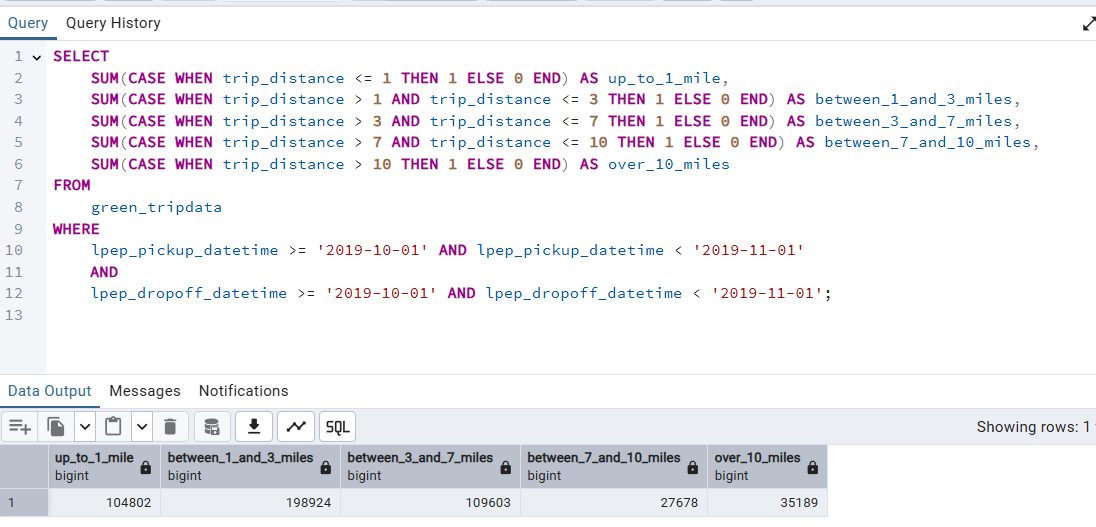 Query Query History
1 SELECT
2 SUM(CASE WHEN trip_distance <= 1 THEN 1 ELSE 0 END) AS up_to_1_mile,
3 SUM(CASE WHEN trip_distance > 1 AND trip_distance <= 3 THEN 1 ELSE 0 END) AS between_1_and_3_miles,
4 SUM(CASE WHEN trip_distance > 3 AND trip_distance <= 7 THEN 1 ELSE 0 END) AS between_3_and_7_miles,
5 SUM(CASE WHEN trip_distance > 7 AND trip_distance <= 10 THEN 1 ELSE 0 END) AS between_7_and_10_miles,
6 SUM(CASE WHEN trip_distance > 10 THEN 1 ELSE 0 END) AS over_10_miles
7 FROM
8 green_tripdata
9 WHERE
10 lpep_pickup_datetime >= '2019-10-01' AND lpep_pickup_datetime < '2019-11-01'
11 AND
12 lpep_dropoff_datetime >= '2019-10-01' AND lpep_dropoff_datetime < '2019-11-01';
13
Data Output Messages Notifications
SQL Showing rows: 1
up_to_1_mile between_1_and_3_miles between_3_and_7_miles between_7_and_10_miles over_10_miles
bigint bigint bigint bigint bigint
1 104802 198924 109603 27678 35189